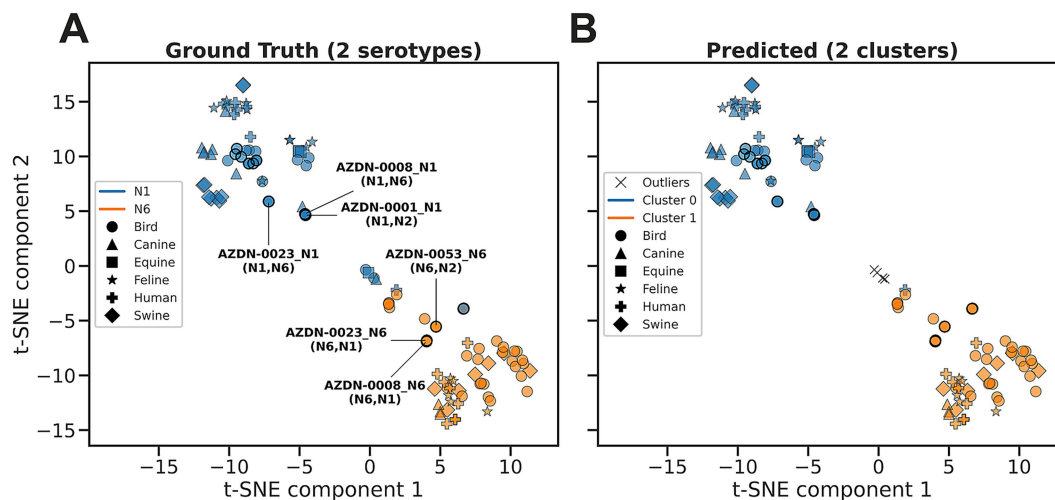 A
Ground Truth (2 serotypes)
t-SNE component 2
15
10
5
0
−5
−10
−15
N1
N6
Bird
Canine
Equine
Feline
Human
Swine
AZDN-0008_N1
(N1,N6)
AZDN-0001_N1
(N1,N2)
AZDN-0023_N1
(N1,N6)
AZDN-0053_N6
(N6,N2)
AZDN-0023_N6
(N6,N1)
AZDN-0008_N6
(N6,N1)
−15
−10
−5
0
5
10
t-SNE component 1
B
Predicted (2 clusters)
Outliers
Cluster 0
Cluster 1
Bird
Canine
Equine
Feline
Human
Swine
−15
−10
−5
0
5
10
t-SNE component 1